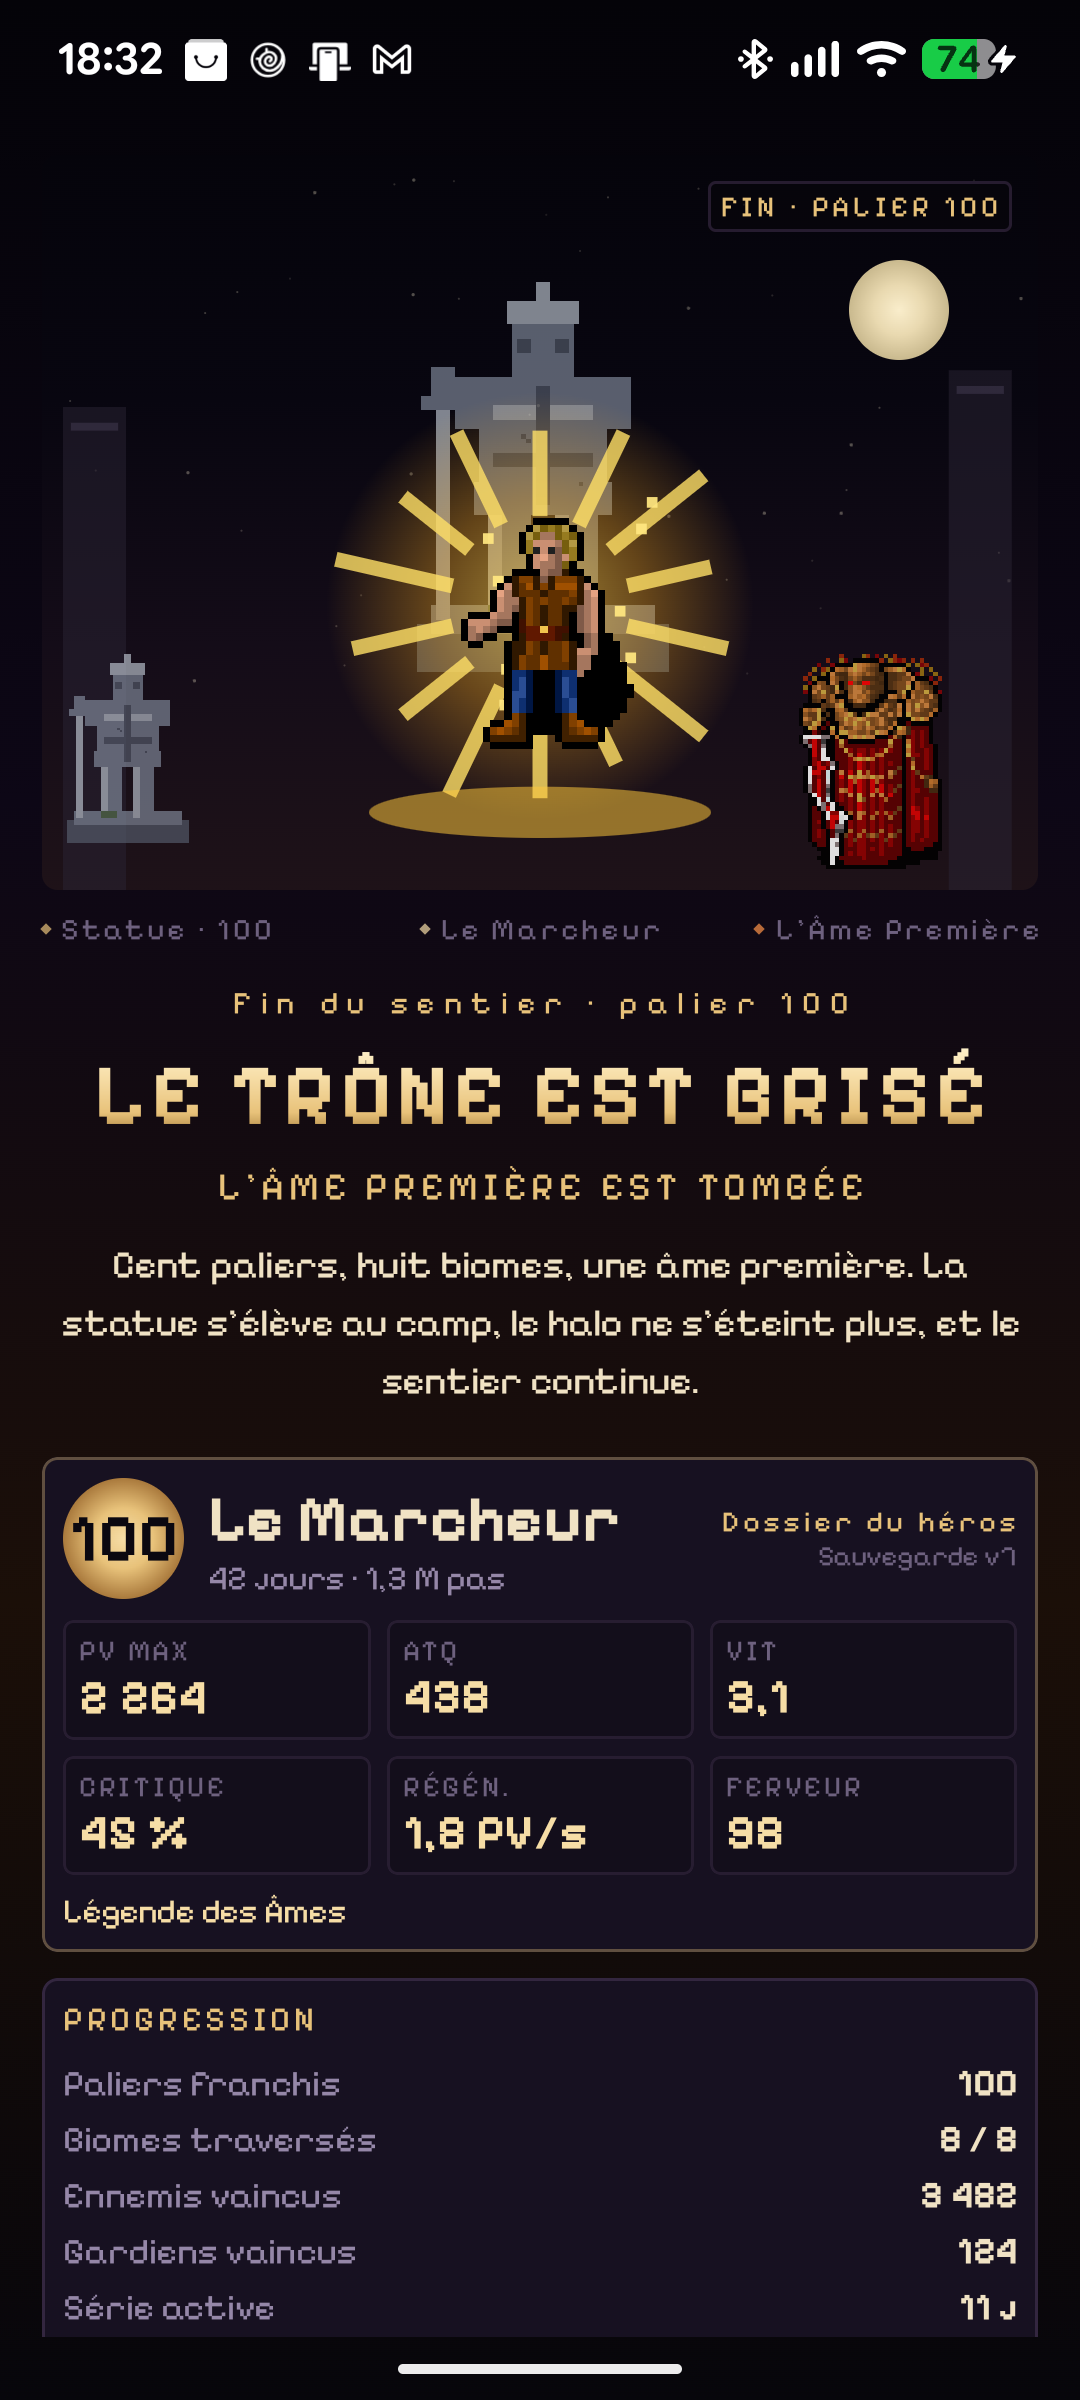 18:32
74
FIN · PALIER 100
Statue · 100
Le Marcheur
L'Âme Première
Fin du sentier · palier 100
LE TRÔNE EST BRISÉ
L'ÂME PREMIÈRE EST TOMBÉE
Cent paliers, huit biomes, une âme première. La
statue s'élève au camp, le halo ne s'éteint plus, et le
sentier continue.
100
Le Marcheur
42 jours · 1,3 M pas
Dossier du héros
Sauvegarde v1
PV MAX
2 264
ATQ
438
VIT
3,1
CRITIQUE
45 %
RÉGÉN.
1,8 PV/s
FERVEUR
98
Légende des Âmes
PROGRESSION
Paliers franchis
100
Biomes traversés
8 / 8
Ennemis vaincus
3 482
Gardiens vaincus
124
Série active
11 j